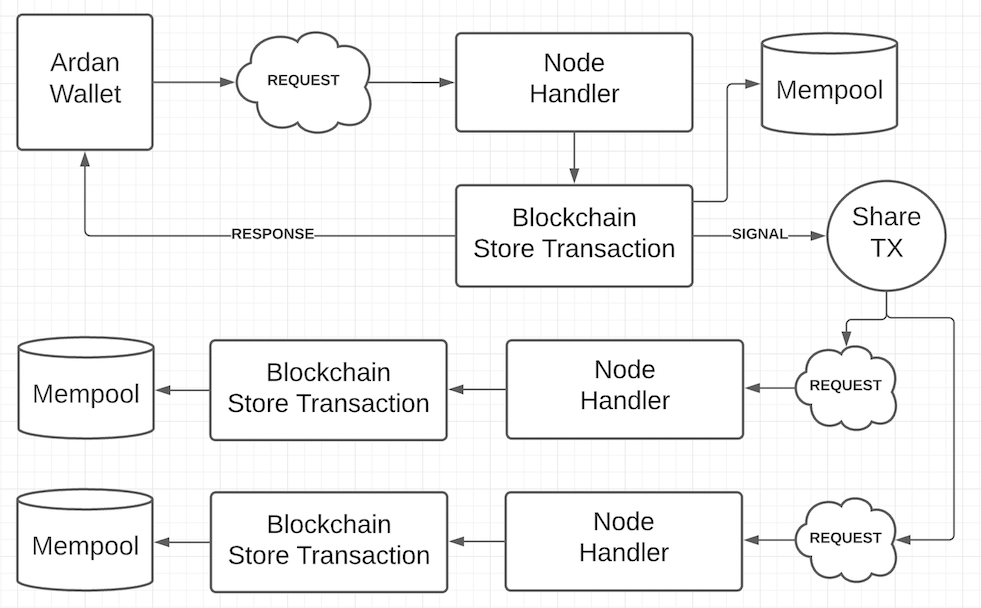 Ardan
Wallet
REQUEST
Node
Handler
Mempool
Blockchain
Store Transaction
RESPONSE
SIGNAL
Share
TX
Mempool
Blockchain
Store Transaction
Node
Handler
REQUEST
Mempool
Blockchain
Store Transaction
Node
Handler
REQUEST